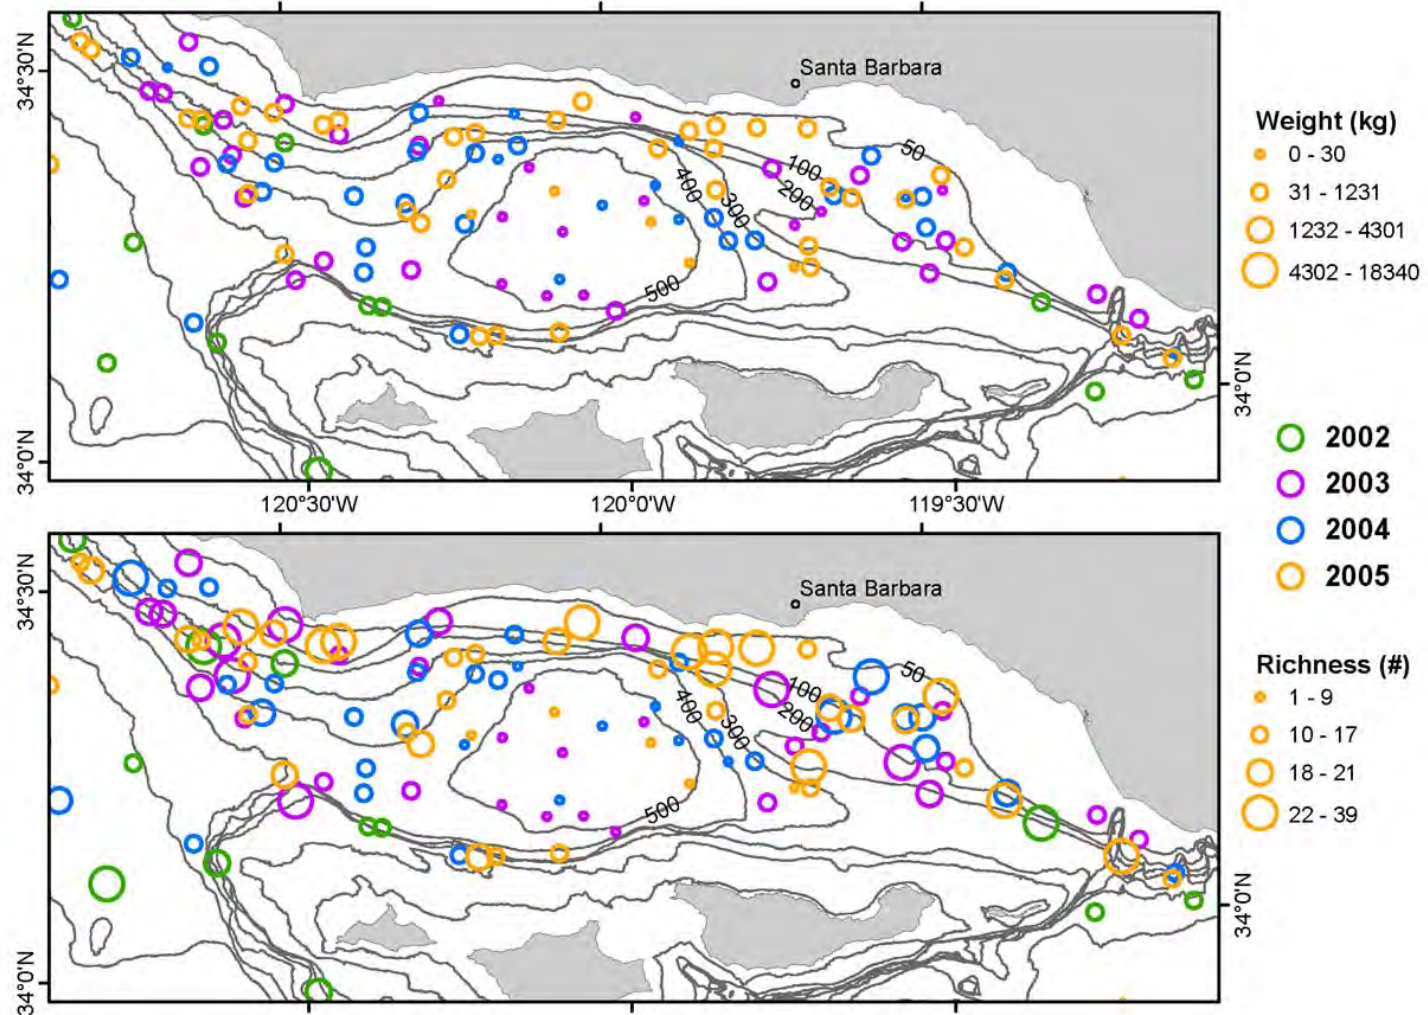 Santa Barbara
34°30'N
50
100
200
400
300
500
34°0'N
34°0'N
120°30'W
120°0'W
119°30'W
Weight (kg)
0 - 30
31 - 1231
1232 - 4301
4302 - 18340
2002
2003
2004
2005
Santa Barbara
34°30'N
50
100
200
400
300
500
34°0'N
34°0'N
Richness (#)
1 - 9
10 - 17
18 - 21
22 - 39